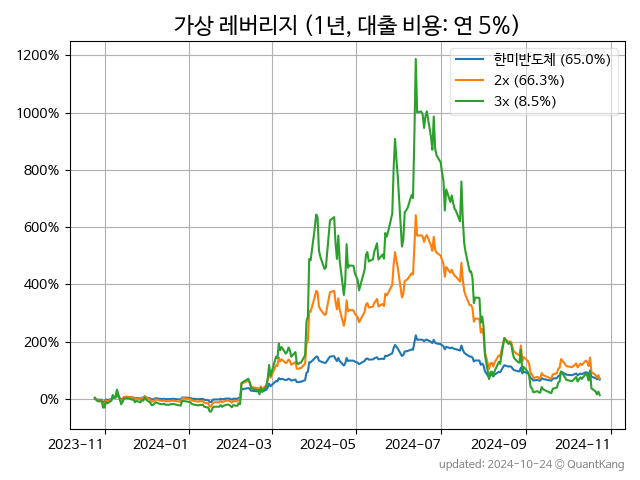 가상 레버리지 (1년, 대출 비용: 연 5%)
1200%
1000%
800%
600%
400%
200%
0%
한미반도체 (65.0%)
2x (66.3%)
3x (8.5%)
2023-11 2024-01 2024-03 2024-05 2024-07 2024-09 2024-11
updated: 2024-10-24 © QuantKang